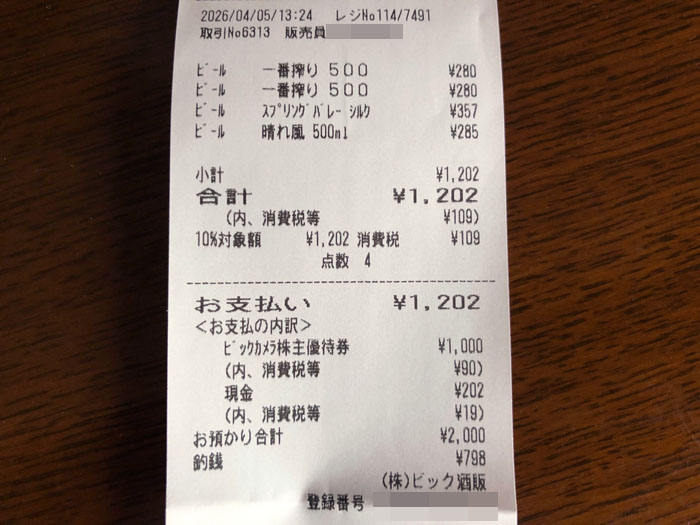 2026/04/05/13:24 レジNo114/7491
取引No6313 販売員
ビール 一番搾り 500 ¥280
ビール 一番搾り 500 ¥280
ビール スプリングバレー シルク ¥357
ビール 晴れ風 500ml ¥285
小計 ¥1,202
合計 ¥1,202
(内、消費税等 ¥109)
10%対象額 ¥1,202 消費税 ¥109
点数 4
お支払い ¥1,202
<お支払の内訳>
ビックカメラ株主優待券 ¥1,000
(内、消費税等 ¥90)
現金 ¥202
(内、消費税等 ¥19)
お預かり合計 ¥2,000
釣銭 ¥798
(株)ビック酒販
登録番号